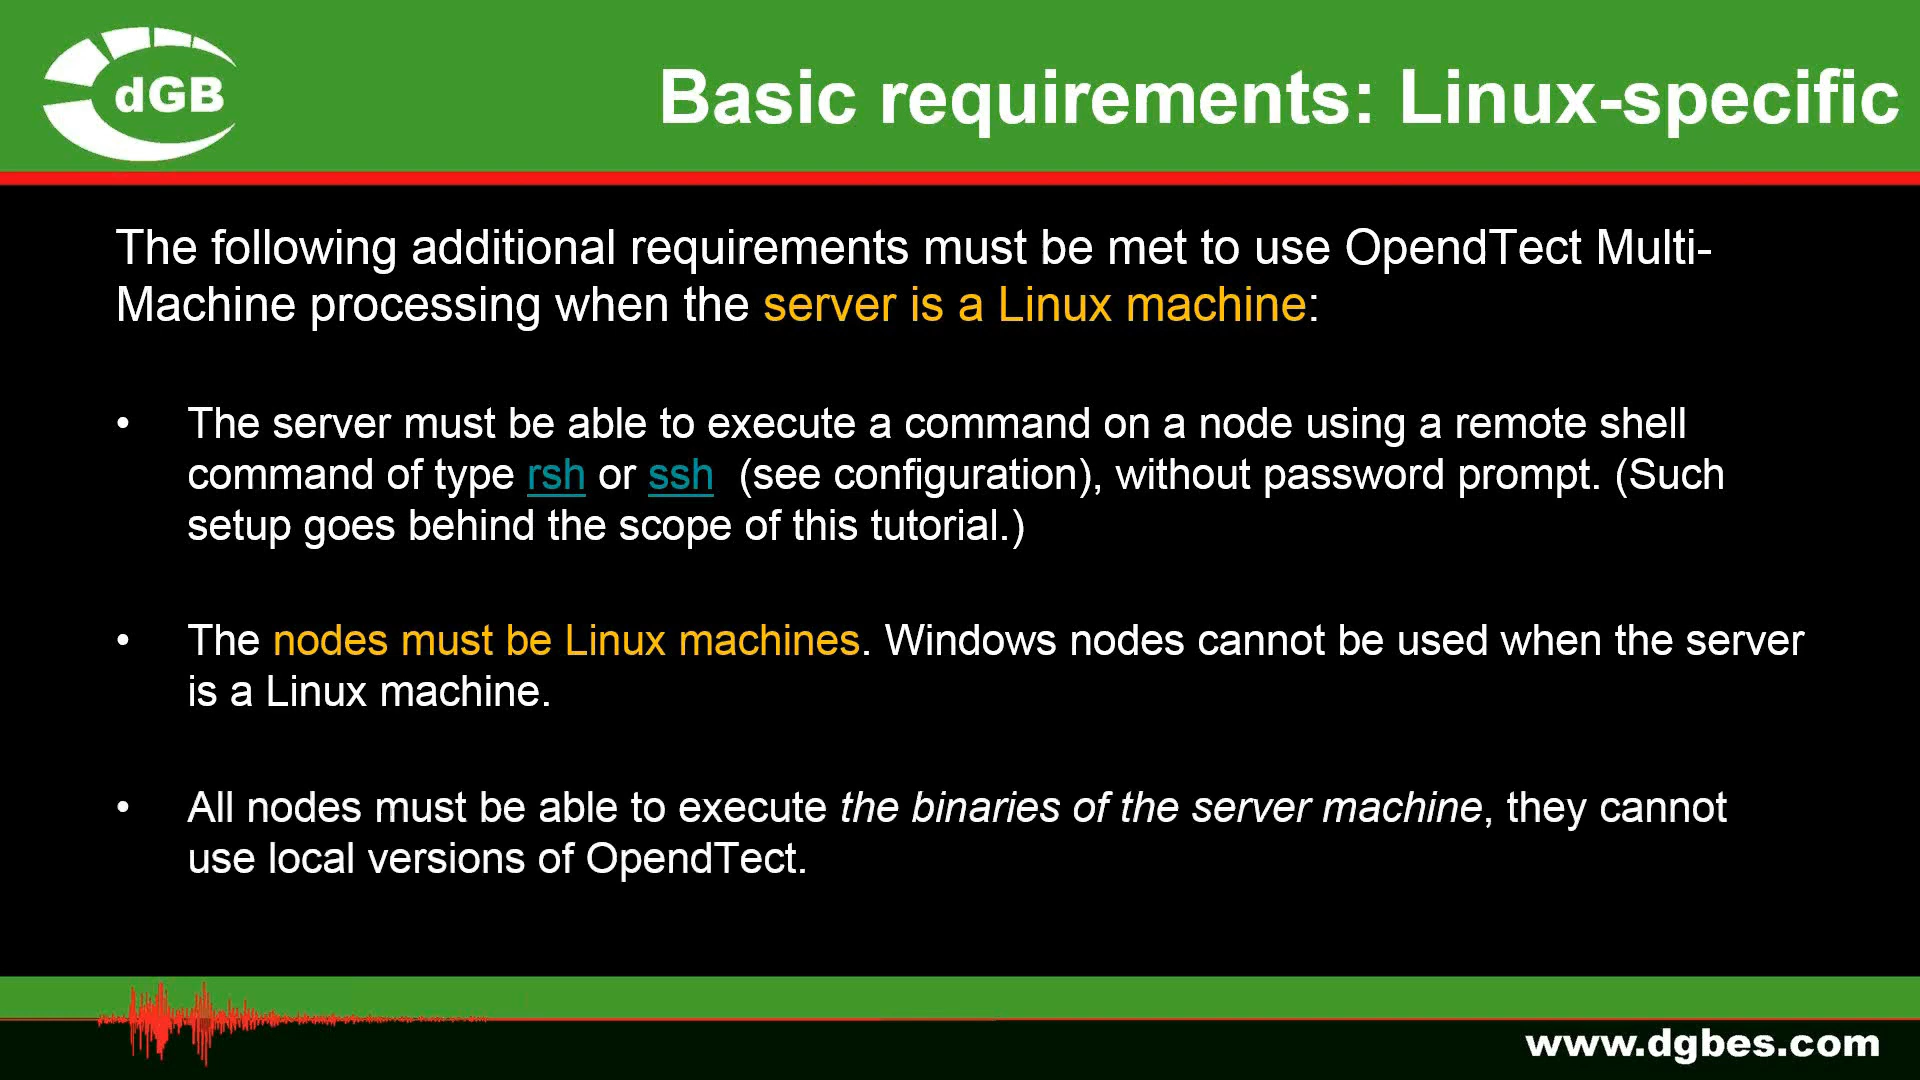 dGB
Basic requirements: Linux-specific
The following additional requirements must be met to use OpendTect Multi-
Machine processing when the server is a Linux machine:
• The server must be able to execute a command on a node using a remote shell
command of type rsh or ssh (see configuration), without password prompt. (Such
setup goes behind the scope of this tutorial.)
• The nodes must be Linux machines. Windows nodes cannot be used when the server
is a Linux machine.
• All nodes must be able to execute the binaries of the server machine, they cannot
use local versions of OpendTect.
www.dgbes.com